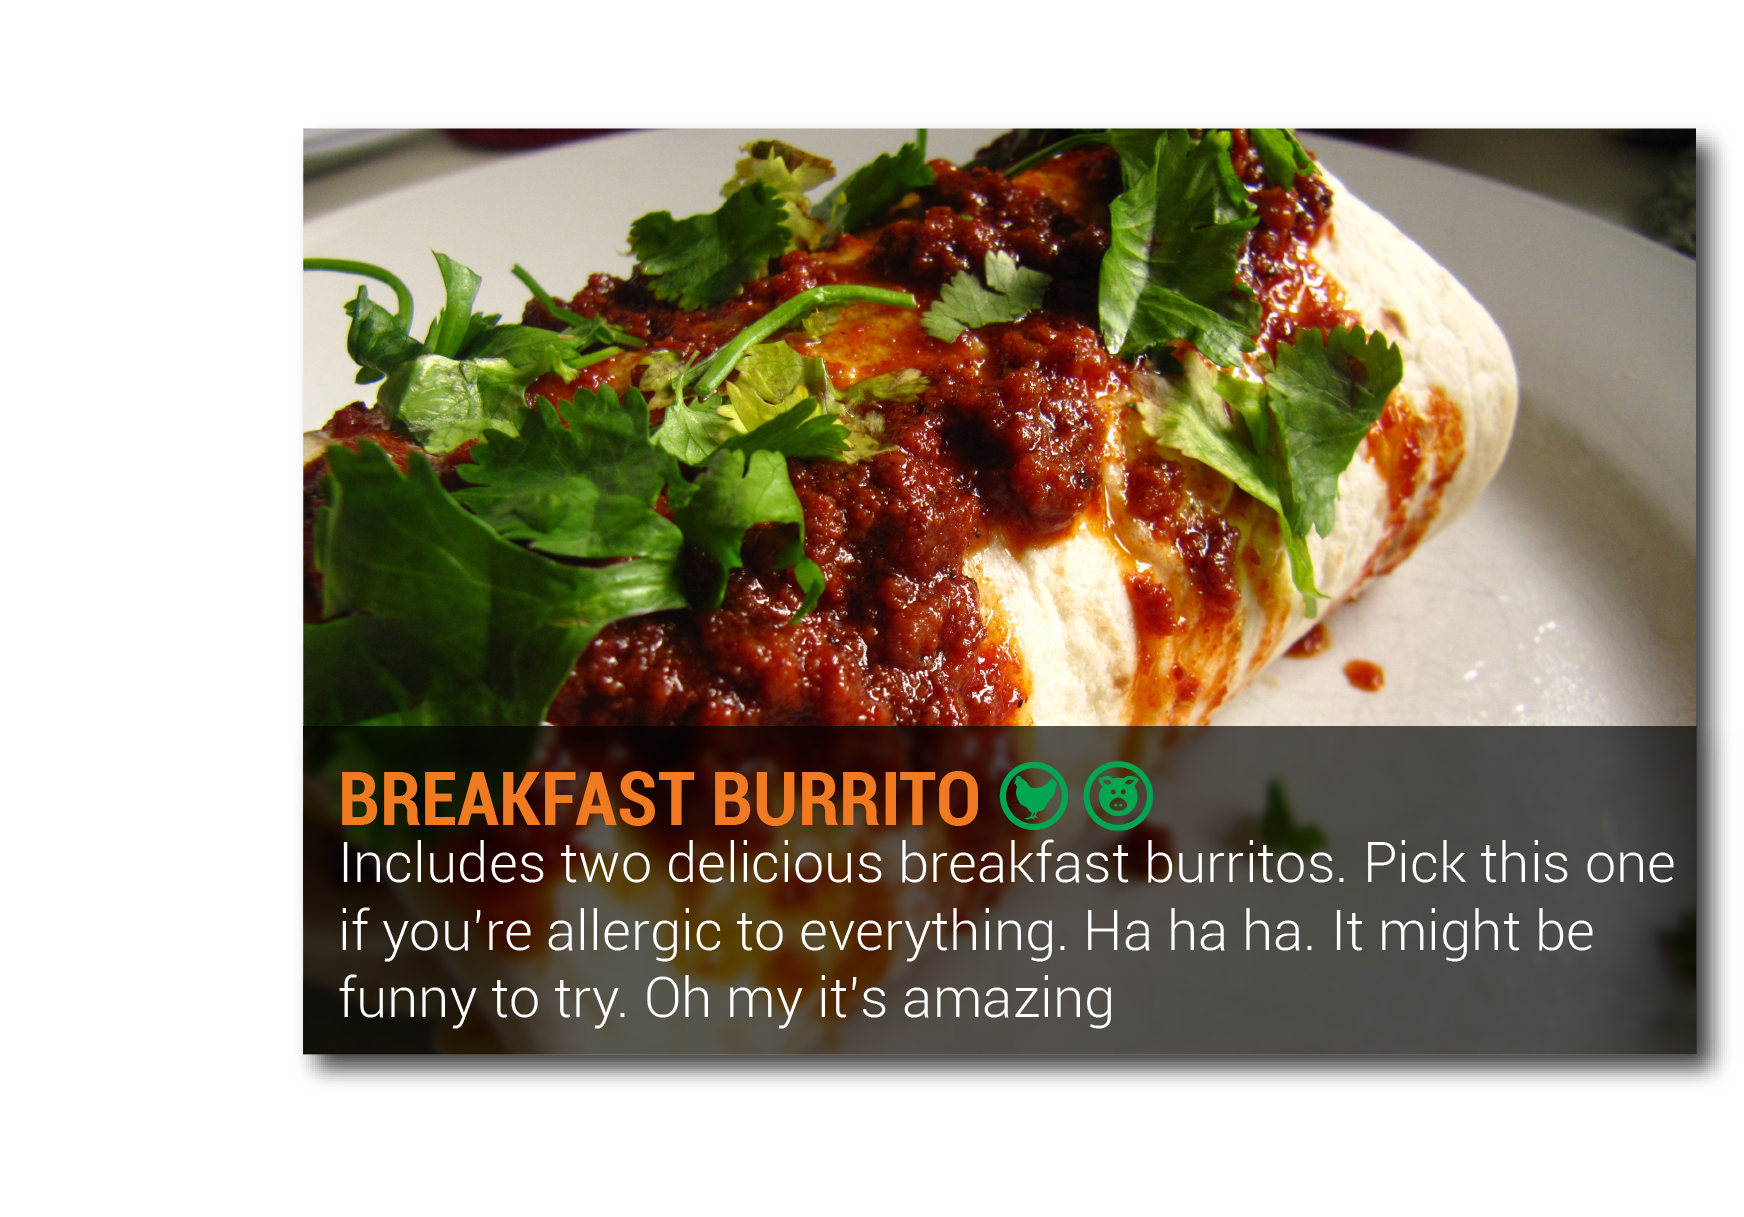 BREAKFAST BURRITO
Includes two delicious breakfast burritos. Pick this one
if you're allergic to everything. Ha ha ha. It might be
funny to try. Oh my it's amazing